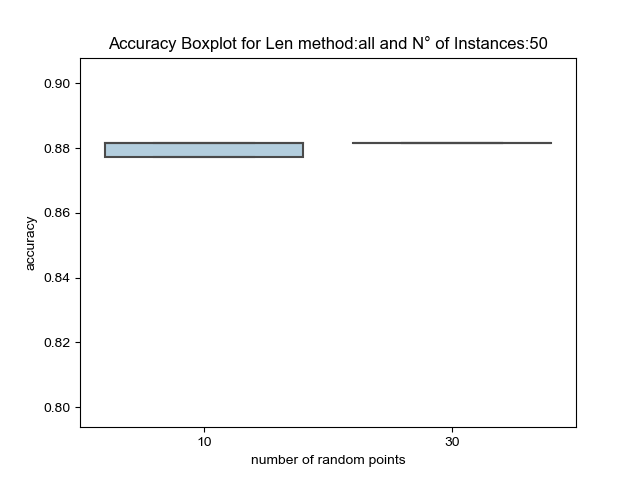 Accuracy Boxplot for Len method:all and N° of Instances:50
0.90
0.88
0.86
0.84
0.82
0.80
accuracy
10 30
number of random points